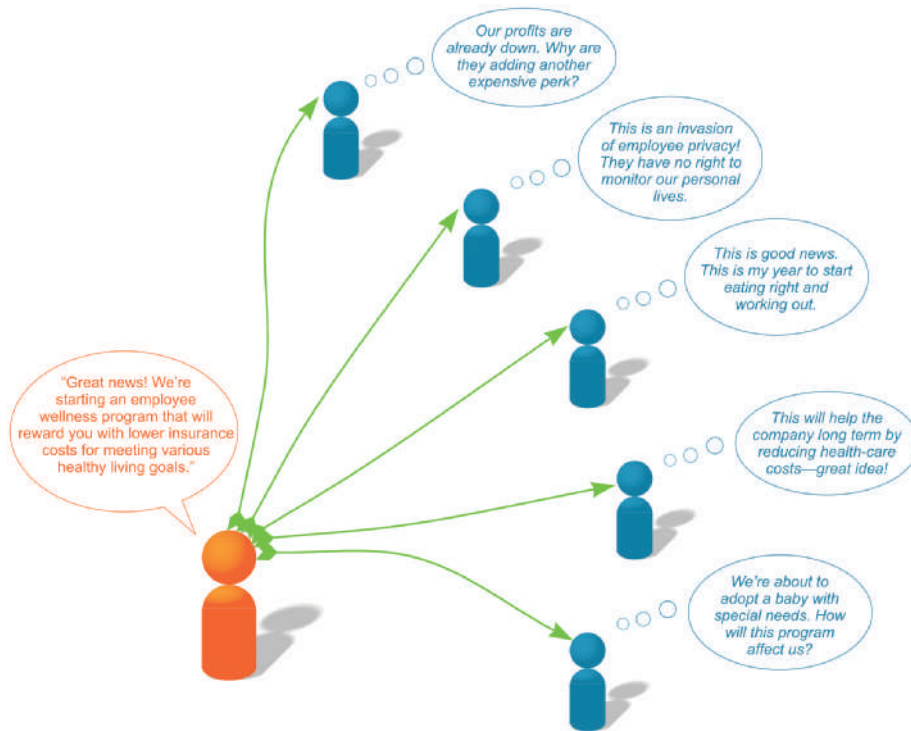 Our profits are
already down. Why are
they adding another
expensive perk?
This is an invasion
of employee privacy!
They have no right to
monitor our personal
lives.
This is good news.
This is my year to start
eating right and
working out.
“Great news! We’re
starting an employee
wellness program that will
reward you with lower insurance
costs for meeting various
healthy living goals.”
This will help the
company long term by
reducing health-care
costs—great idea!
We’re about to
adopt a baby with
special needs. How
will this program
affect us?